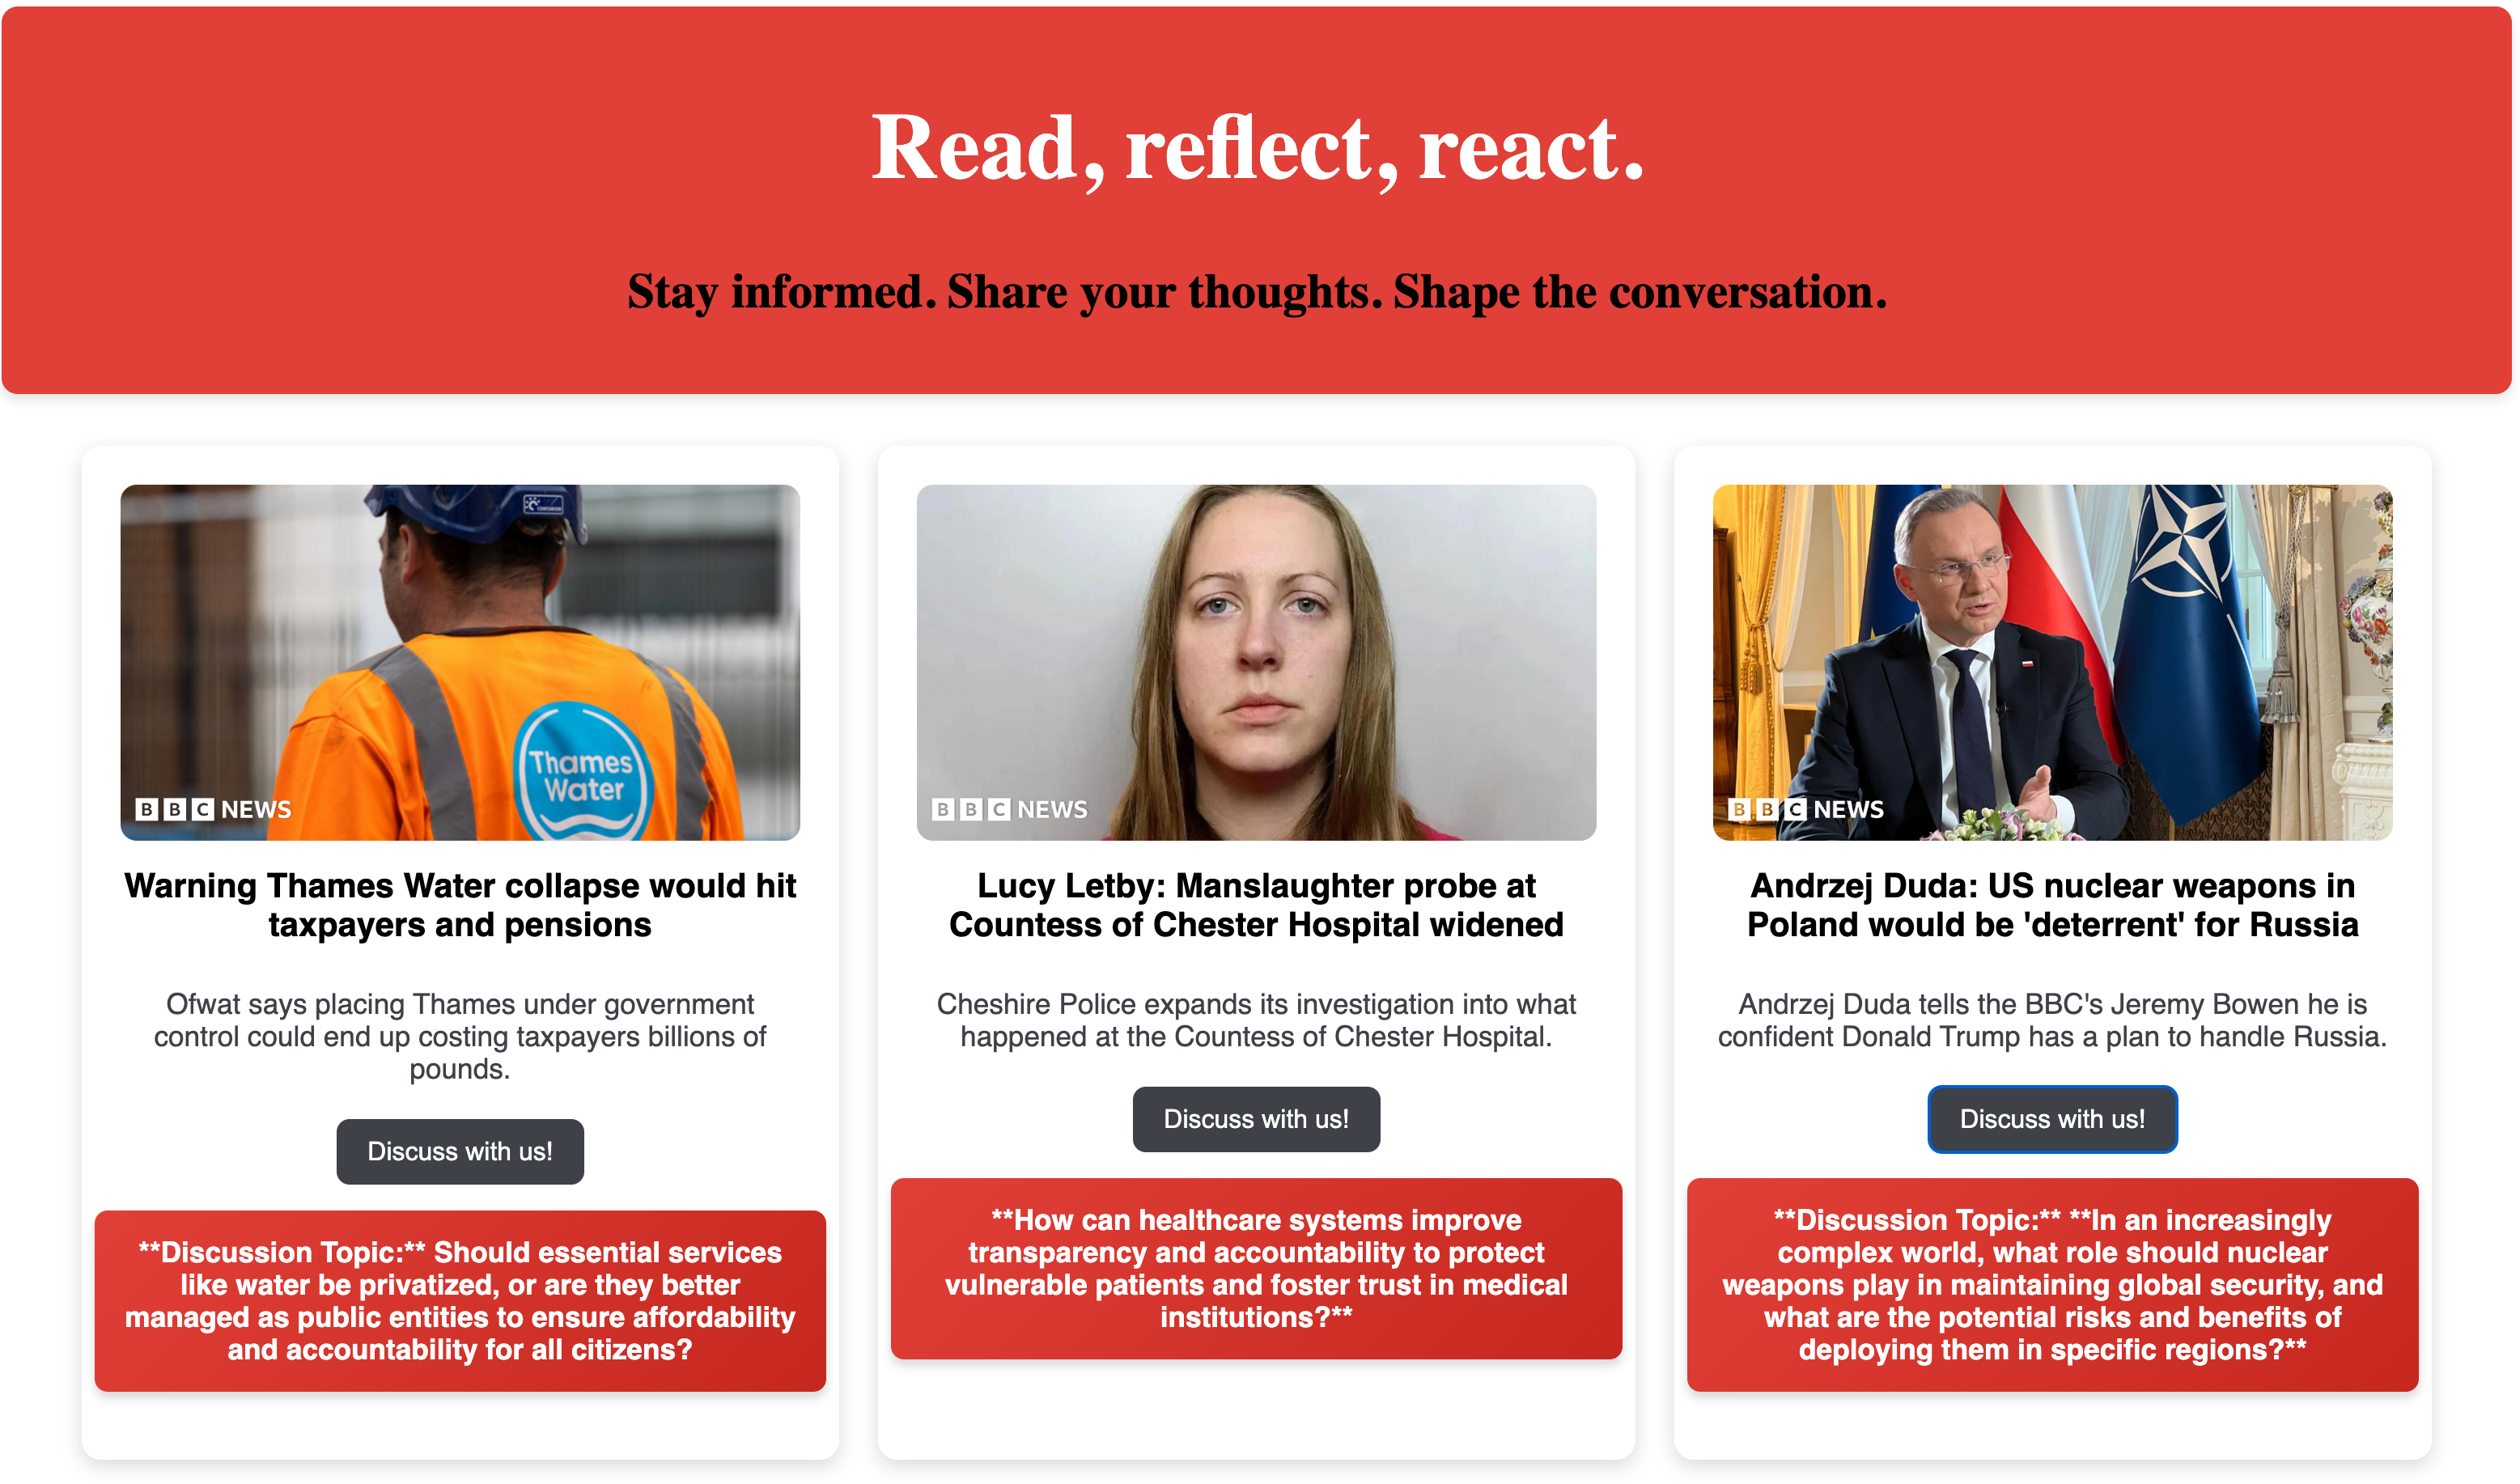 Read, reflect, react.
Stay informed. Share your thoughts. Shape the conversation.
CENTURION
Thames
Water
BBC NEWS
Warning Thames Water collapse would hit
taxpayers and pensions
Ofwat says placing Thames under government
control could end up costing taxpayers billions of
pounds.
Discuss with us!
**Discussion Topic:** Should essential services
like water be privatized, or are they better
managed as public entities to ensure affordability
and accountability for all citizens?
BBC NEWS
Lucy Letby: Manslaughter probe at
Countess of Chester Hospital widened
Cheshire Police expands its investigation into what
happened at the Countess of Chester Hospital.
Discuss with us!
**How can healthcare systems improve
transparency and accountability to protect
vulnerable patients and foster trust in medical
institutions?**
BBC NEWS
Andrzej Duda: US nuclear weapons in
Poland would be 'deterrent' for Russia
Andrzej Duda tells the BBC's Jeremy Bowen he is
confident Donald Trump has a plan to handle Russia.
Discuss with us!
**Discussion Topic:** **In an increasingly
complex world, what role should nuclear
weapons play in maintaining global security, and
what are the potential risks and benefits of
deploying them in specific regions?**